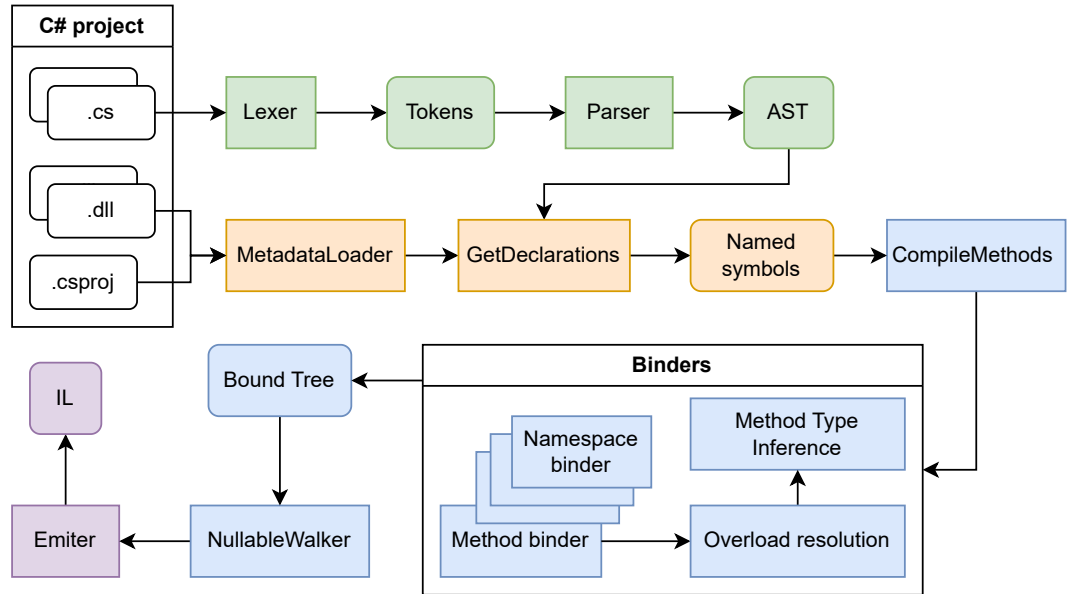 C# project
.cs
Lexer
Tokens
Parser
AST
.dll
.csproj
MetadataLoader
GetDeclarations
Named
symbols
CompileMethods
Binders
Namespace
binder
Method binder
Overload resolution
Method Type
Inference
Bound Tree
NullableWalker
Emiter
IL